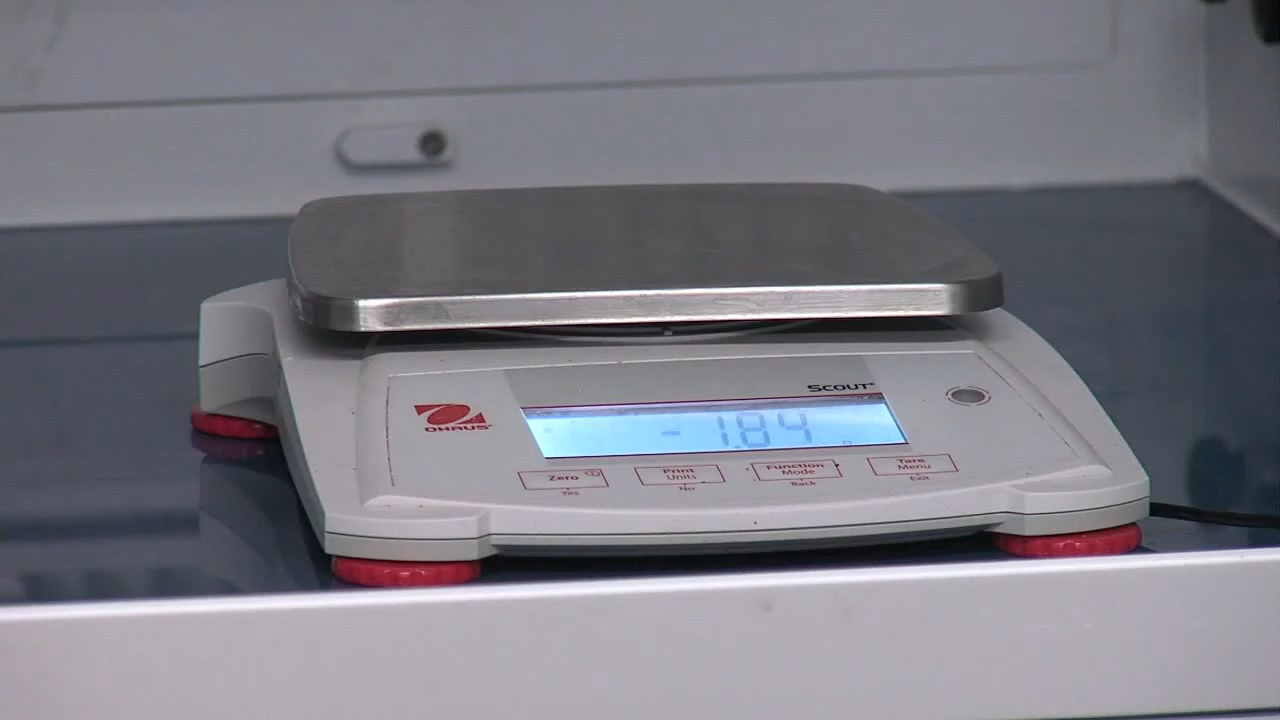 SCOUT
OHAUS
- 1.84 g
Zero
Yes
Print
Units
No
Function
Mode
Back
Tare
Menu
Exit